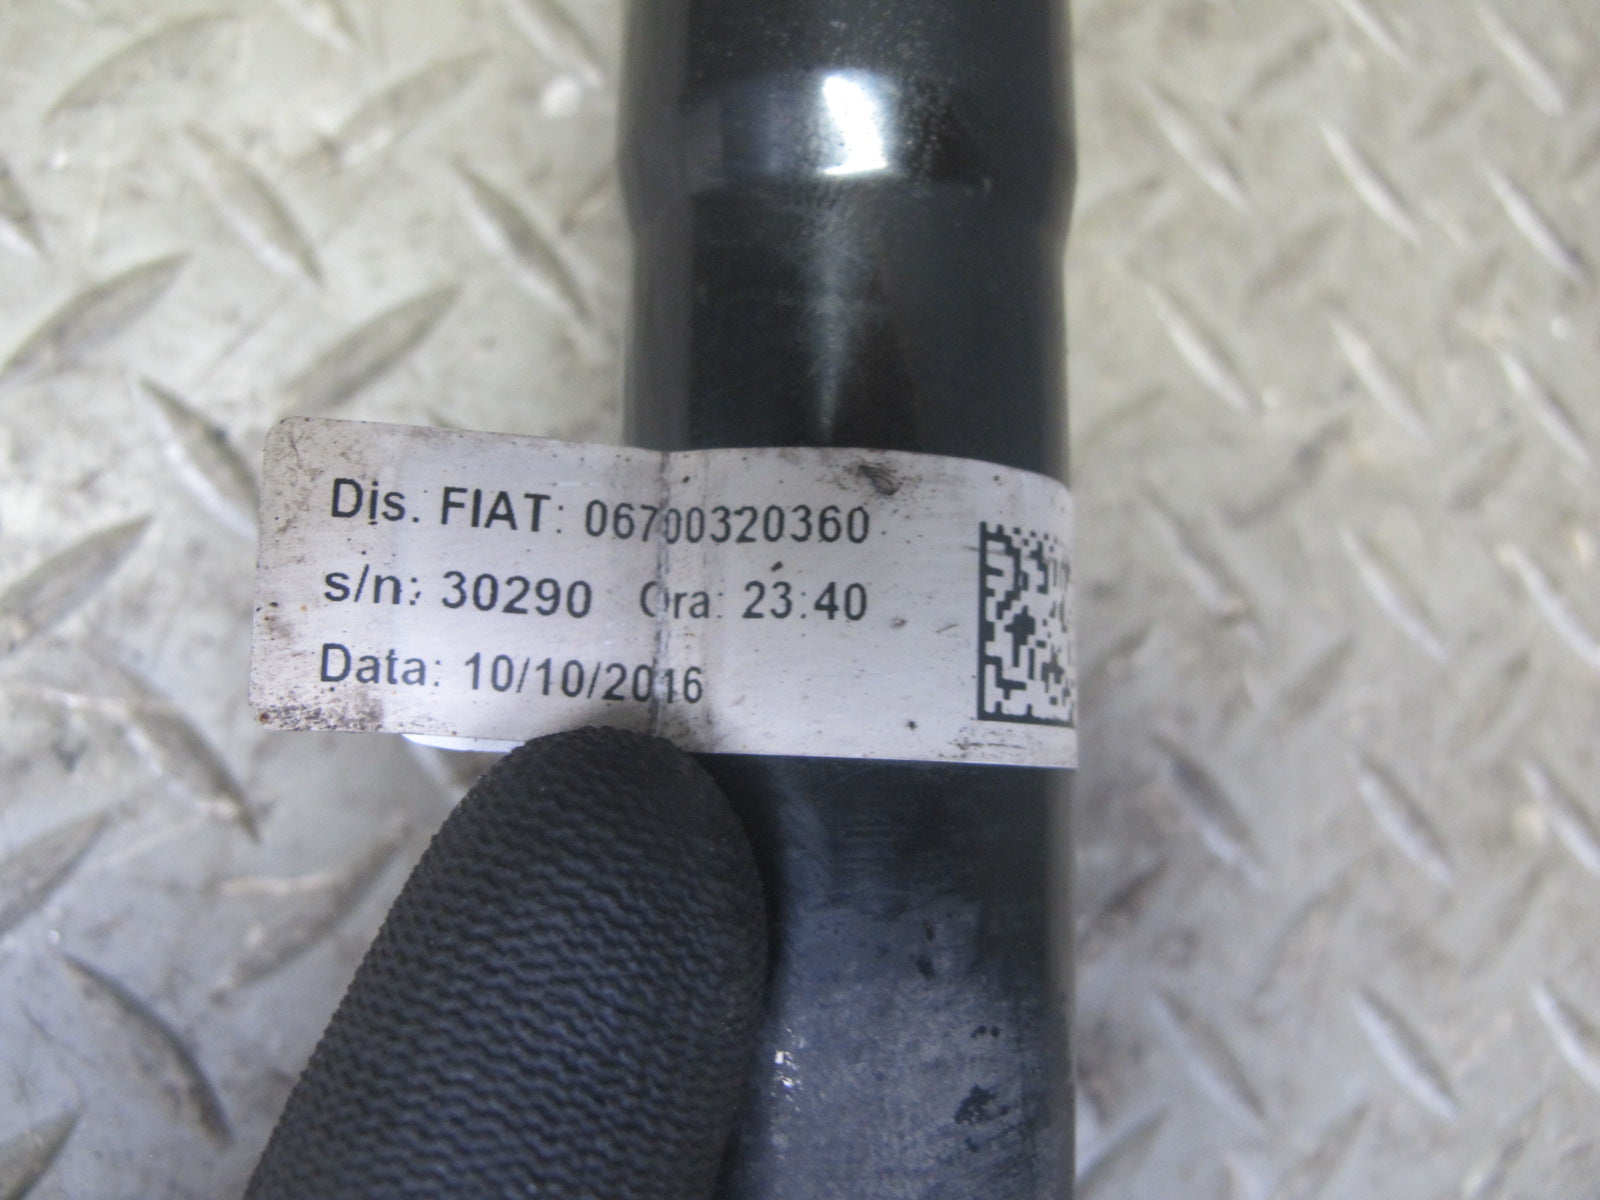 Dis. FIAT: 06700320360
s/n: 30290 Ora: 23:40
Data: 10/10/2016